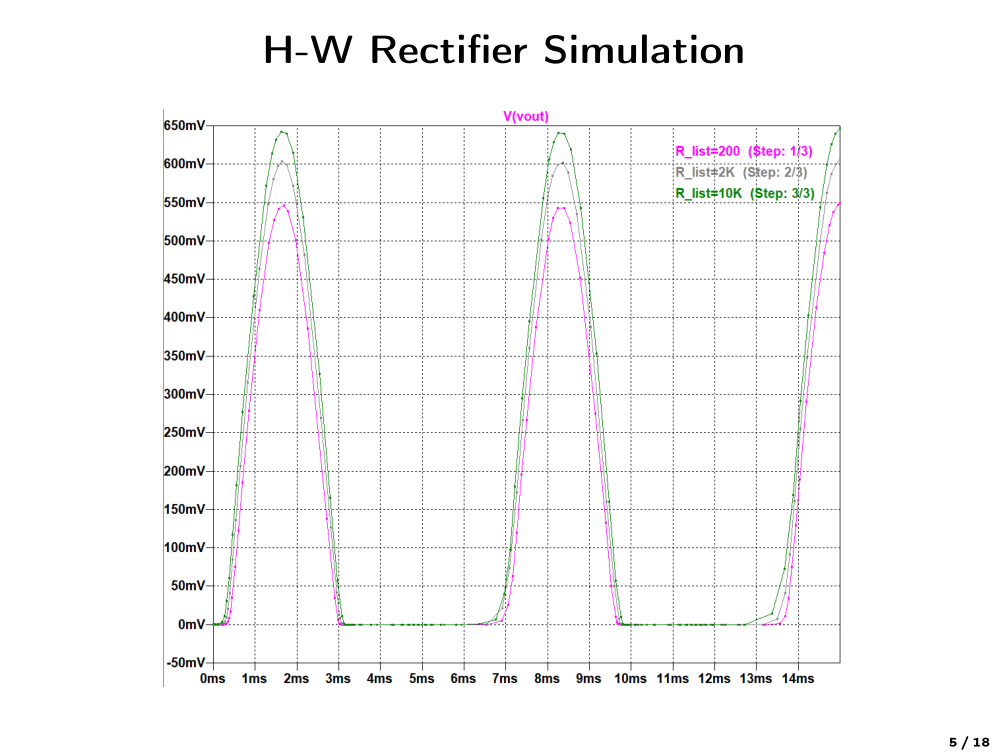 H-W Rectifier Simulation
V(vout)
650mV
600mV
550mV
500mV
450mV
400mV
350mV
300mV
250mV
200mV
150mV
100mV
50mV
0mV
-50mV
R_list=200 (Step: 1/3)
R_list=2K (Step: 2/3)
R_list=10K (Step: 3/3)
0ms 1ms 2ms 3ms 4ms 5ms 6ms 7ms 8ms 9ms 10ms 11ms 12ms 13ms 14ms
5 / 18